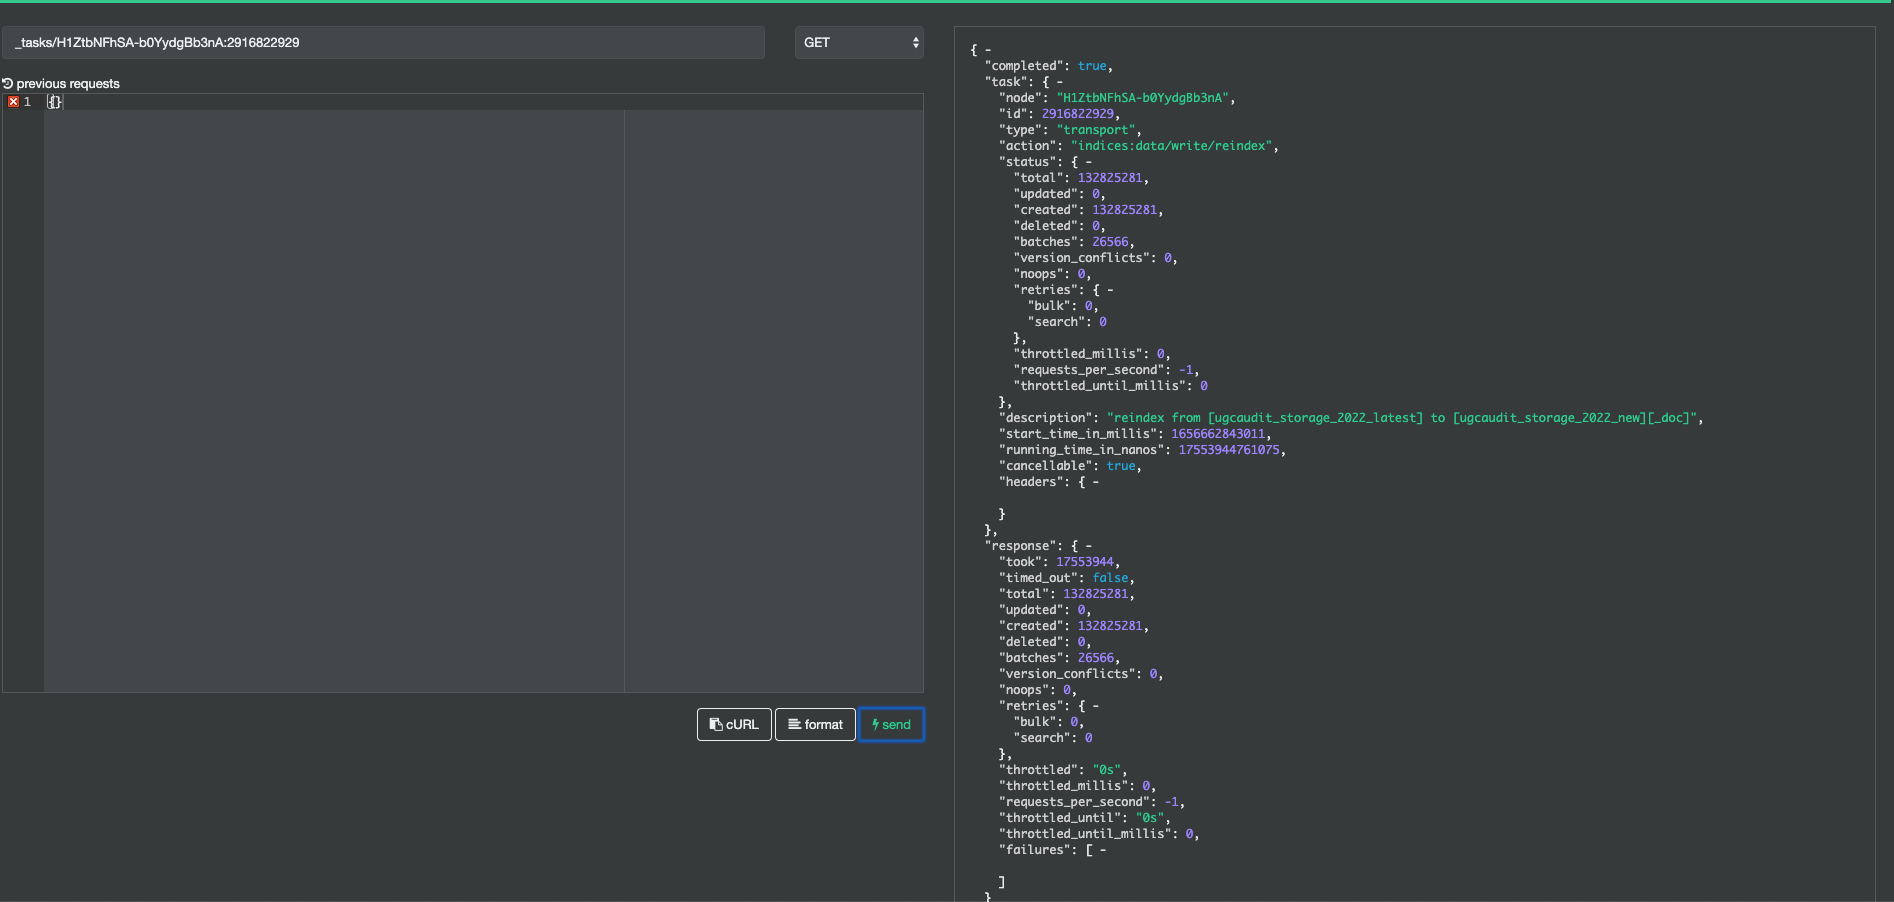 _tasks/H1ZtbNFhSA-b0YydgBb3nA:2916822929
GET
previous requests
1 {}
cURL
format
send
{ -
"completed": true,
"task": { -
"node": "H1ZtbNFhSA-b0YydgBb3nA",
"id": 2916822929,
"type": "transport",
"action": "indices:data/write/reindex",
"status": { -
"total": 132825281,
"updated": 0,
"created": 132825281,
"deleted": 0,
"batches": 26566,
"version_conflicts": 0,
"noops": 0,
"retries": { -
"bulk": 0,
"search": 0
},
"throttled_millis": 0,
"requests_per_second": -1,
"throttled_until_millis": 0
},
"description": "reindex from [ugcaudit_storage_2022_latest] to [ugcaudit_storage_2022_new][_doc]",
"start_time_in_millis": 1656662843011,
"running_time_in_nanos": 17553944761075,
"cancellable": true,
"headers": { -
}
},
"response": { -
"took": 17553944,
"timed_out": false,
"total": 132825281,
"updated": 0,
"created": 132825281,
"deleted": 0,
"batches": 26566,
"version_conflicts": 0,
"noops": 0,
"retries": { -
"bulk": 0,
"search": 0
},
"throttled": "0s",
"throttled_millis": 0,
"requests_per_second": -1,
"throttled_until": "0s",
"throttled_until_millis": 0,
"failures": [ -
]
}